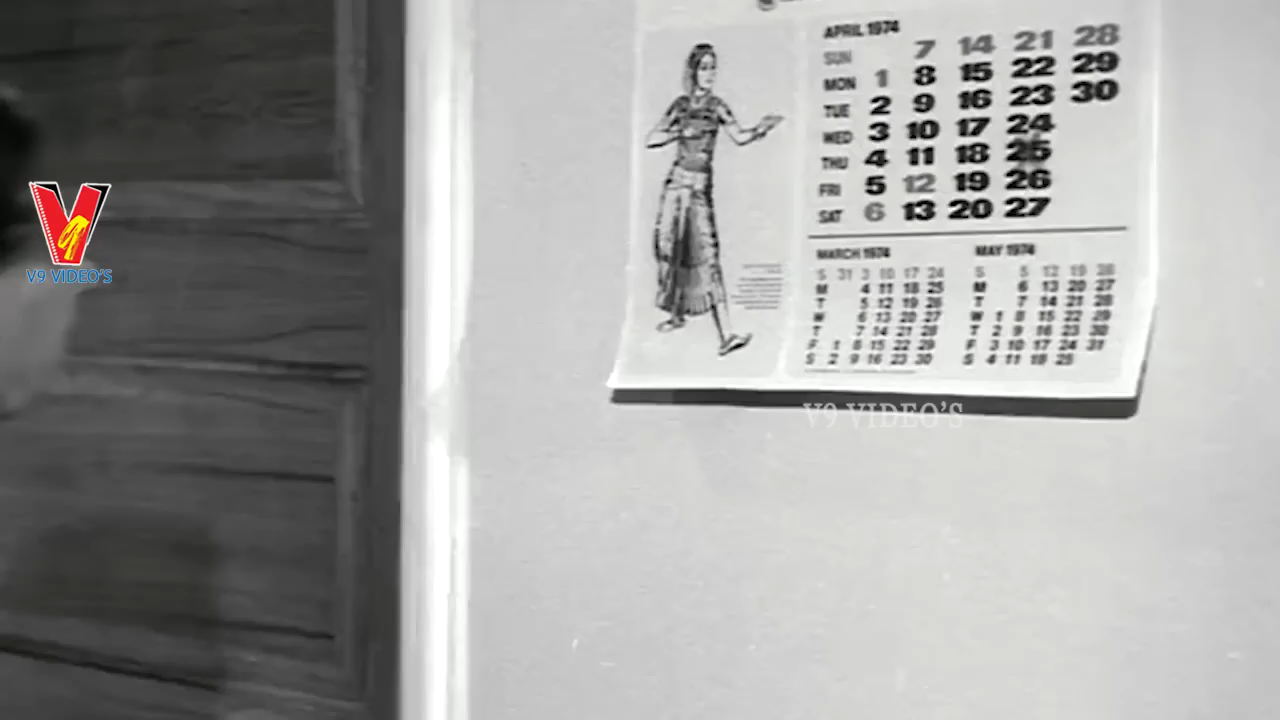 APRIL 1974
SUN 7 14 21 28
MON 1 8 15 22 29
TUE 2 9 16 23 30
WED 3 10 17 24
THU 4 11 18 25
FRI 5 12 19 26
SAT 6 13 20 27
MARCH 1974
S 31 3 10 17 24
M 4 11 18 25
T 5 12 19 26
W 6 13 20 27
T 7 14 21 28
F 1 8 15 22 29
S 2 9 16 23 30
MAY 1974
S 5 12 19 26
M 6 13 20 27
T 7 14 21 28
W 1 8 15 22 29
T 2 9 16 23 30
F 3 10 17 24 31
S 4 11 18 25
V9
V9 VIDEO'S
V9 VIDEO'S